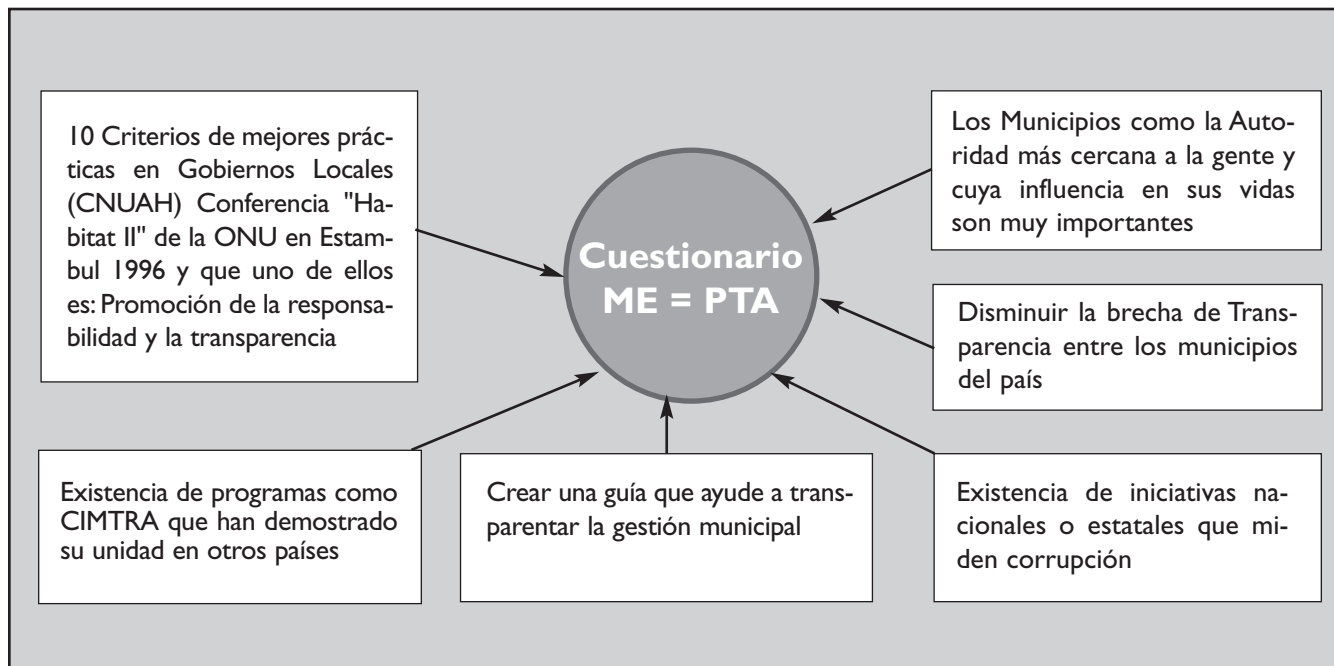 10 Criterios de mejores prác-
ticas en Gobiernos Locales
(CNUAH) Conferencia "Ha-
bitat II" de la ONU en Estam-
bul 1996 y que uno de ellos
es: Promoción de la responsa-
bilidad y la transparencia
Cuestionario
ME = PTA
Los Municipios como la Auto-
ridad más cercana a la gente y
cuya influencia en sus vidas
son muy importantes
Disminuir la brecha de Trans-
parencia entre los municipios
del país
Existencia de programas como
CIMTRA que han demostrado
su unidad en otros países
Crear una guía que ayude a trans-
parentar la gestión municipal
Existencia de iniciativas na-
cionales o estatales que mi-
den corrupción